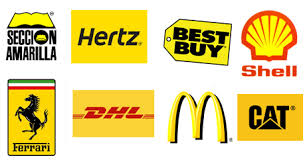 SECCION
AMARILLA
Hertz.
BEST
BUY
Shell
Ferrari
DHL
M
CAT